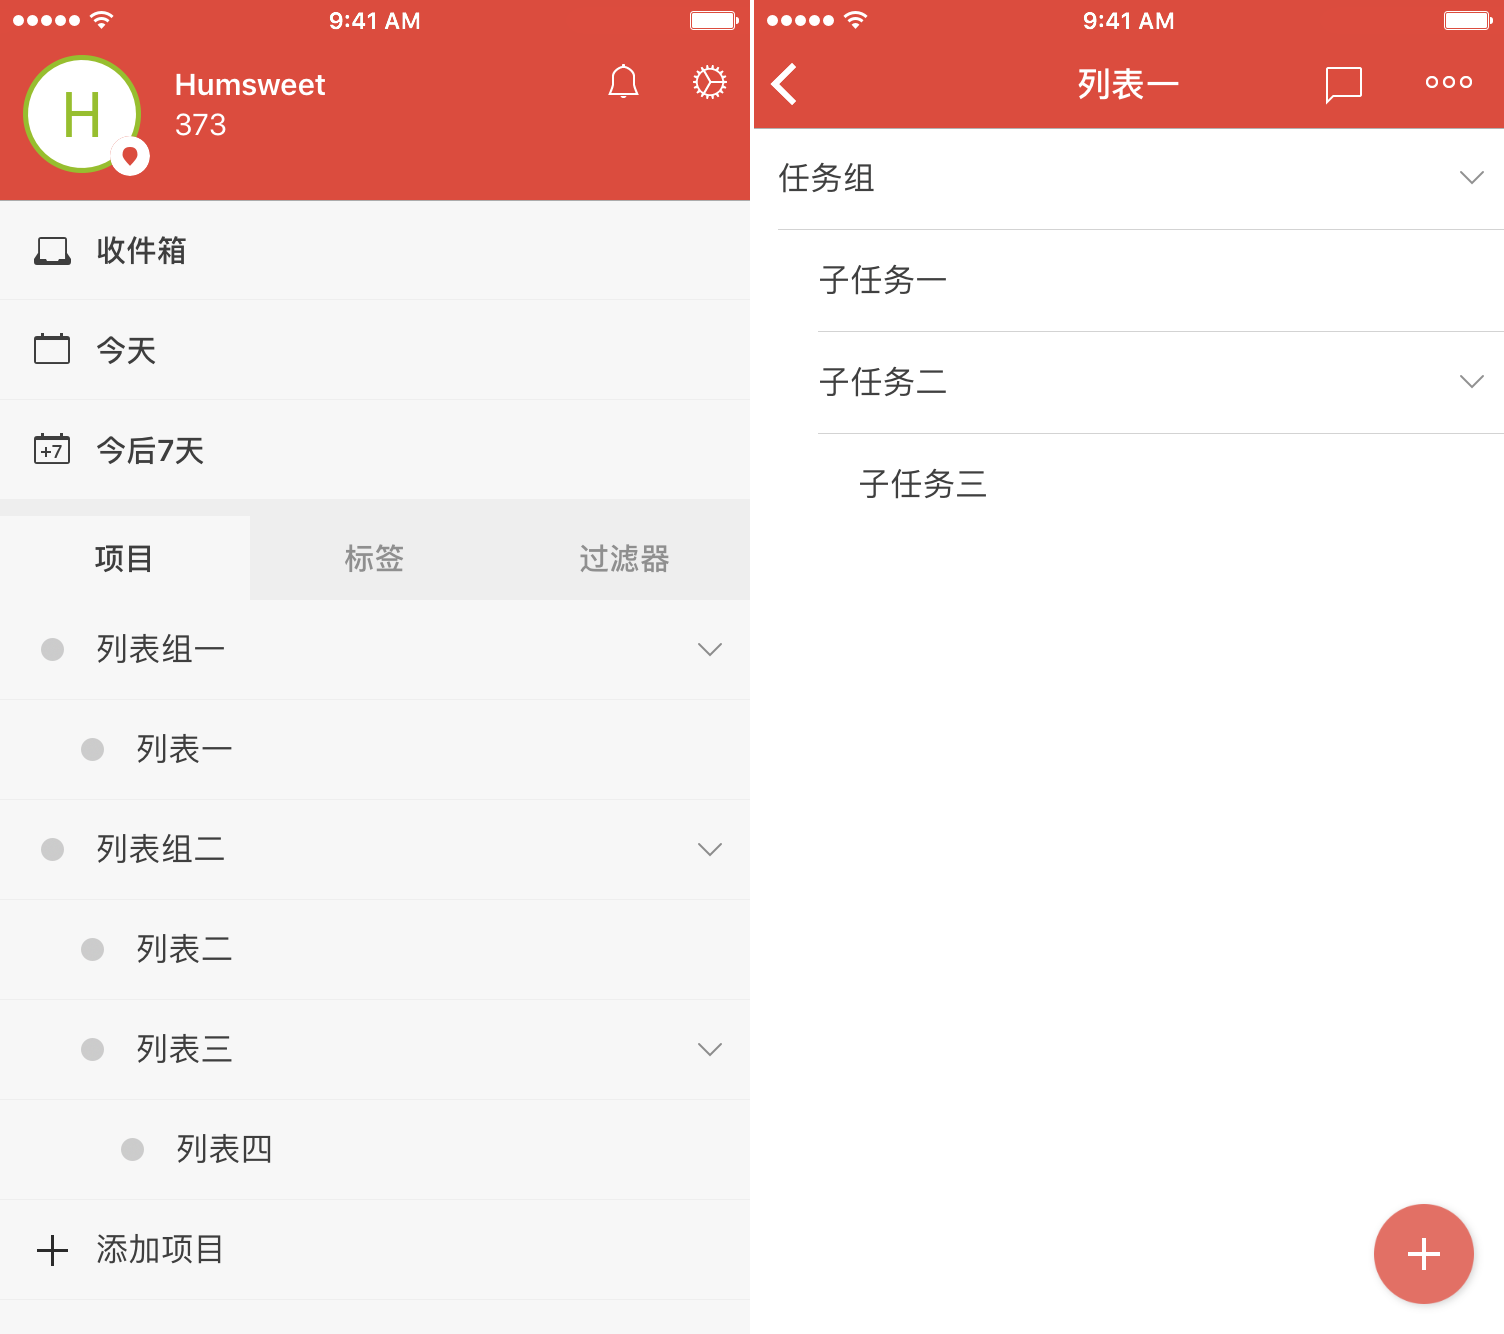 9:41 AM
H
Humsweet
373
收件箱
今天
+7
今后7天
项目
标签
过滤器
列表组一
列表一
列表组二
列表二
列表三
列表四
添加项目
9:41 AM
列表一
任务组
子任务一
子任务二
子任务三